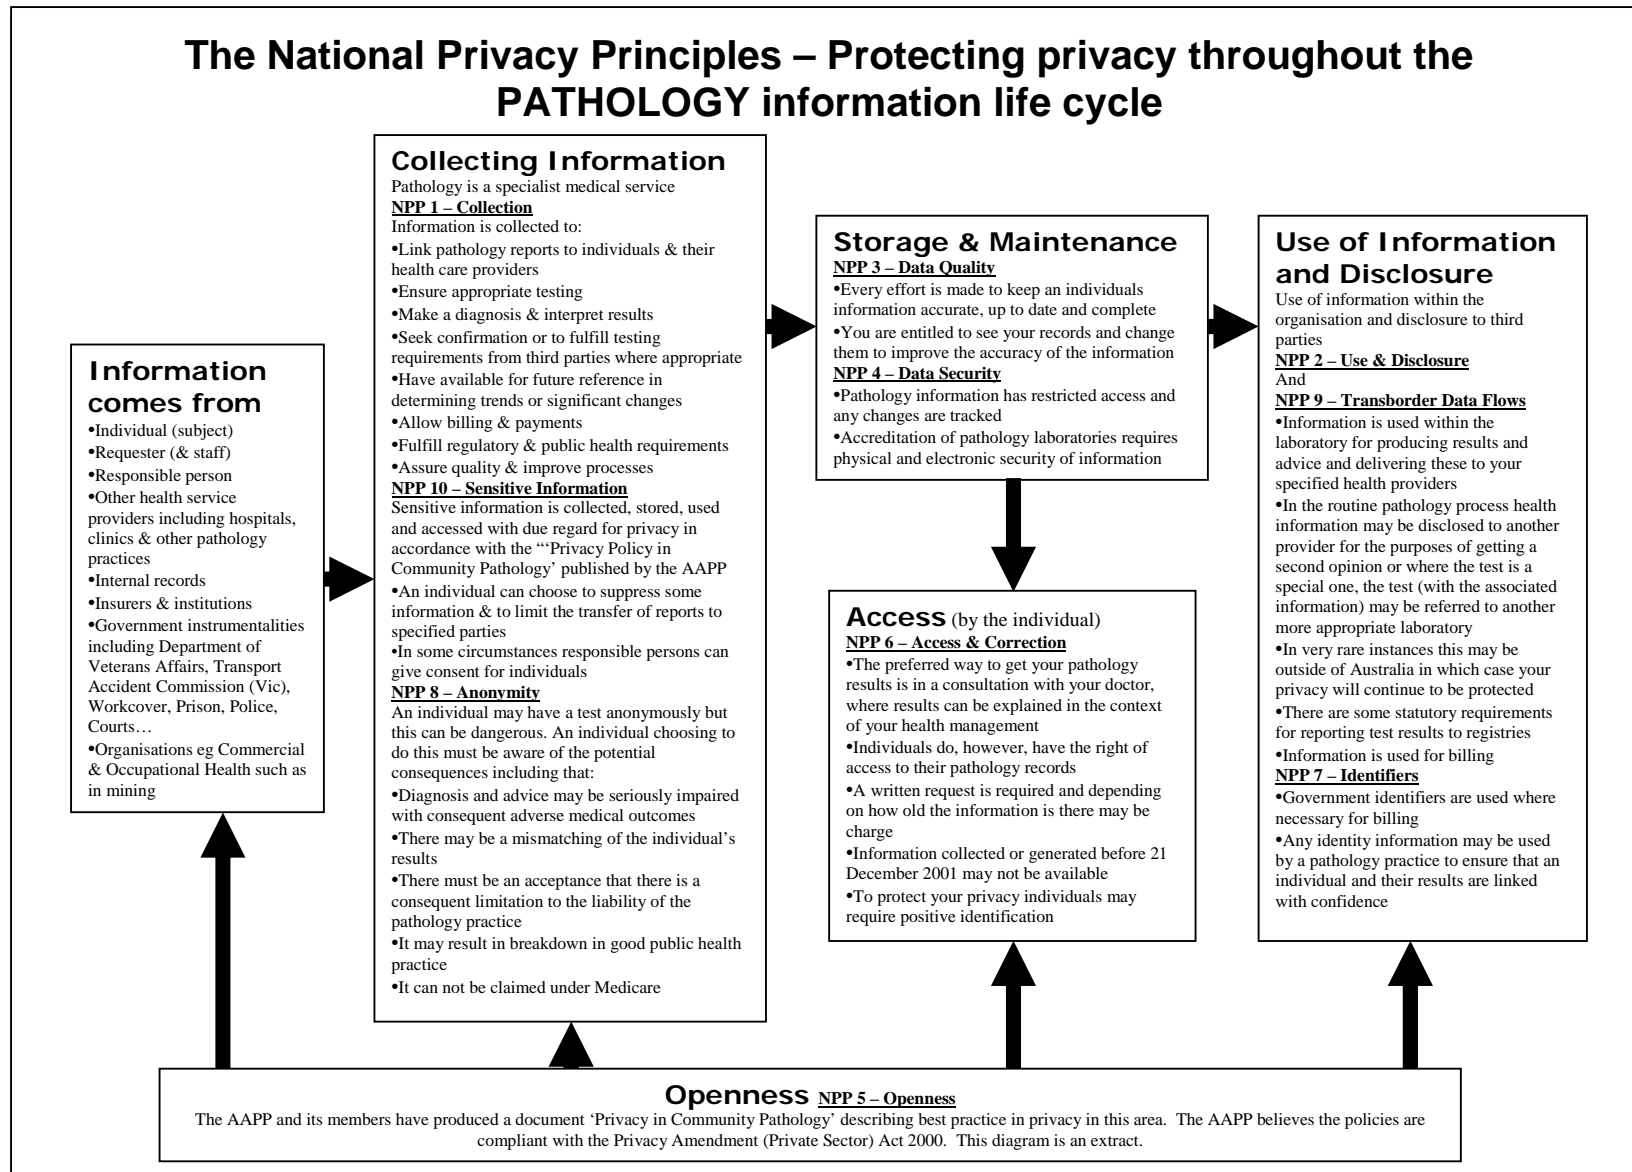 The National Privacy Principles – Protecting privacy throughout the
PATHOLOGY information life cycle
Information
comes from
•Individual (subject)
•Requester (& staff)
•Responsible person
•Other health service
providers including hospitals,
clinics & other pathology
practices
•Internal records
•Insurers & institutions
•Government instrumentalities
including Department of
Veterans Affairs, Transport
Accident Commission (Vic),
Workcover, Prison, Police,
Courts…
•Organisations eg Commercial
& Occupational Health such as
in mining
Collecting Information
Pathology is a specialist medical service
NPP 1 – Collection
Information is collected to:
•Link pathology reports to individuals & their
health care providers
•Ensure appropriate testing
•Make a diagnosis & interpret results
•Seek confirmation or to fulfill testing
requirements from third parties where appropriate
•Have available for future reference in
determining trends or significant changes
•Allow billing & payments
•Fulfill regulatory & public health requirements
•Assure quality & improve processes
NPP 10 – Sensitive Information
Sensitive information is collected, stored, used
and accessed with due regard for privacy in
accordance with the “‘Privacy Policy in
Community Pathology’ published by the AAPP
•An individual can choose to suppress some
information & to limit the transfer of reports to
specified parties
•In some circumstances responsible persons can
give consent for individuals
NPP 8 – Anonymity
An individual may have a test anonymously but
this can be dangerous. An individual choosing to
do this must be aware of the potential
consequences including that:
•Diagnosis and advice may be seriously impaired
with consequent adverse medical outcomes
•There may be a mismatching of the individual’s
results
•There must be an acceptance that there is a
consequent limitation to the liability of the
pathology practice
•It may result in breakdown in good public health
practice
•It can not be claimed under Medicare
Storage & Maintenance
NPP 3 – Data Quality
•Every effort is made to keep an individuals
information accurate, up to date and complete
•You are entitled to see your records and change
them to improve the accuracy of the information
NPP 4 – Data Security
•Pathology information has restricted access and
any changes are tracked
•Accreditation of pathology laboratories requires
physical and electronic security of information
Access (by the individual)
NPP 6 – Access & Correction
•The preferred way to get your pathology
results is in a consultation with your doctor,
where results can be explained in the context
of your health management
•Individuals do, however, have the right of
access to their pathology records
•A written request is required and depending
on how old the information is there may be
charge
•Information collected or generated before 21
December 2001 may not be available
•To protect your privacy individuals may
require positive identification
Use of Information
and Disclosure
Use of information within the
organisation and disclosure to third
parties
NPP 2 – Use & Disclosure
And
NPP 9 – Transborder Data Flows
•Information is used within the
laboratory for producing results and
advice and delivering these to your
specified health providers
•In the routine pathology process health
information may be disclosed to another
provider for the purposes of getting a
second opinion or where the test is a
special one, the test (with the associated
information) may be referred to another
more appropriate laboratory
•In very rare instances this may be
outside of Australia in which case your
privacy will continue to be protected
•There are some statutory requirements
for reporting test results to registries
•Information is used for billing
NPP 7 – Identifiers
•Government identifiers are used where
necessary for billing
•Any identity information may be used
by a pathology practice to ensure that an
individual and their results are linked
with confidence
Openness NPP 5 – Openness
The AAPP and its members have produced a document ‘Privacy in Community Pathology’ describing best practice in privacy in this area. The AAPP believes the policies are
compliant with the Privacy Amendment (Private Sector) Act 2000. This diagram is an extract.